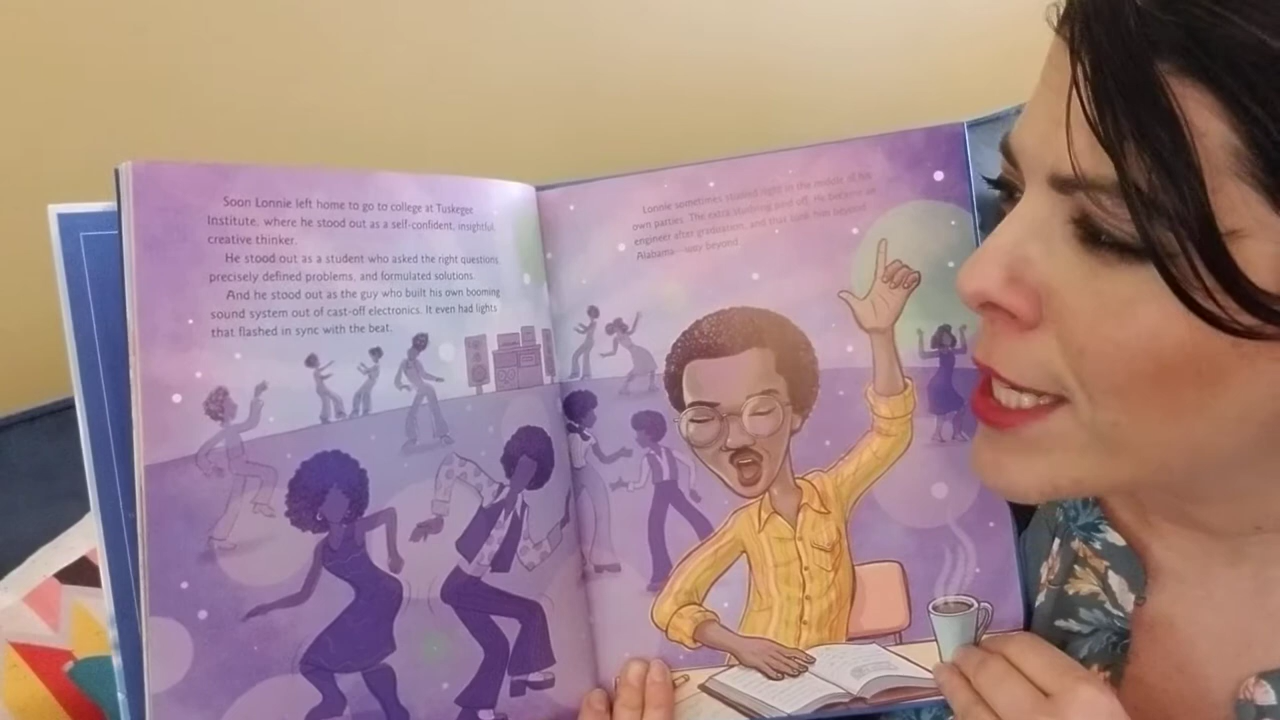 Soon Lonnie left home to go to college at Tuskegee
Institute, where he stood out as a self-confident, insightful,
creative thinker.
He stood out as a student who asked the right questions,
precisely defined problems, and formulated solutions.
And he stood out as the guy who built his own booming
sound system out of cast-off electronics. It even had lights
that flashed in sync with the beat.
Lonnie sometimes studied right in the middle of his
own parties. The extra studying paid off. He became an
engineer after graduation, and that took him beyond
Alabama—way beyond.